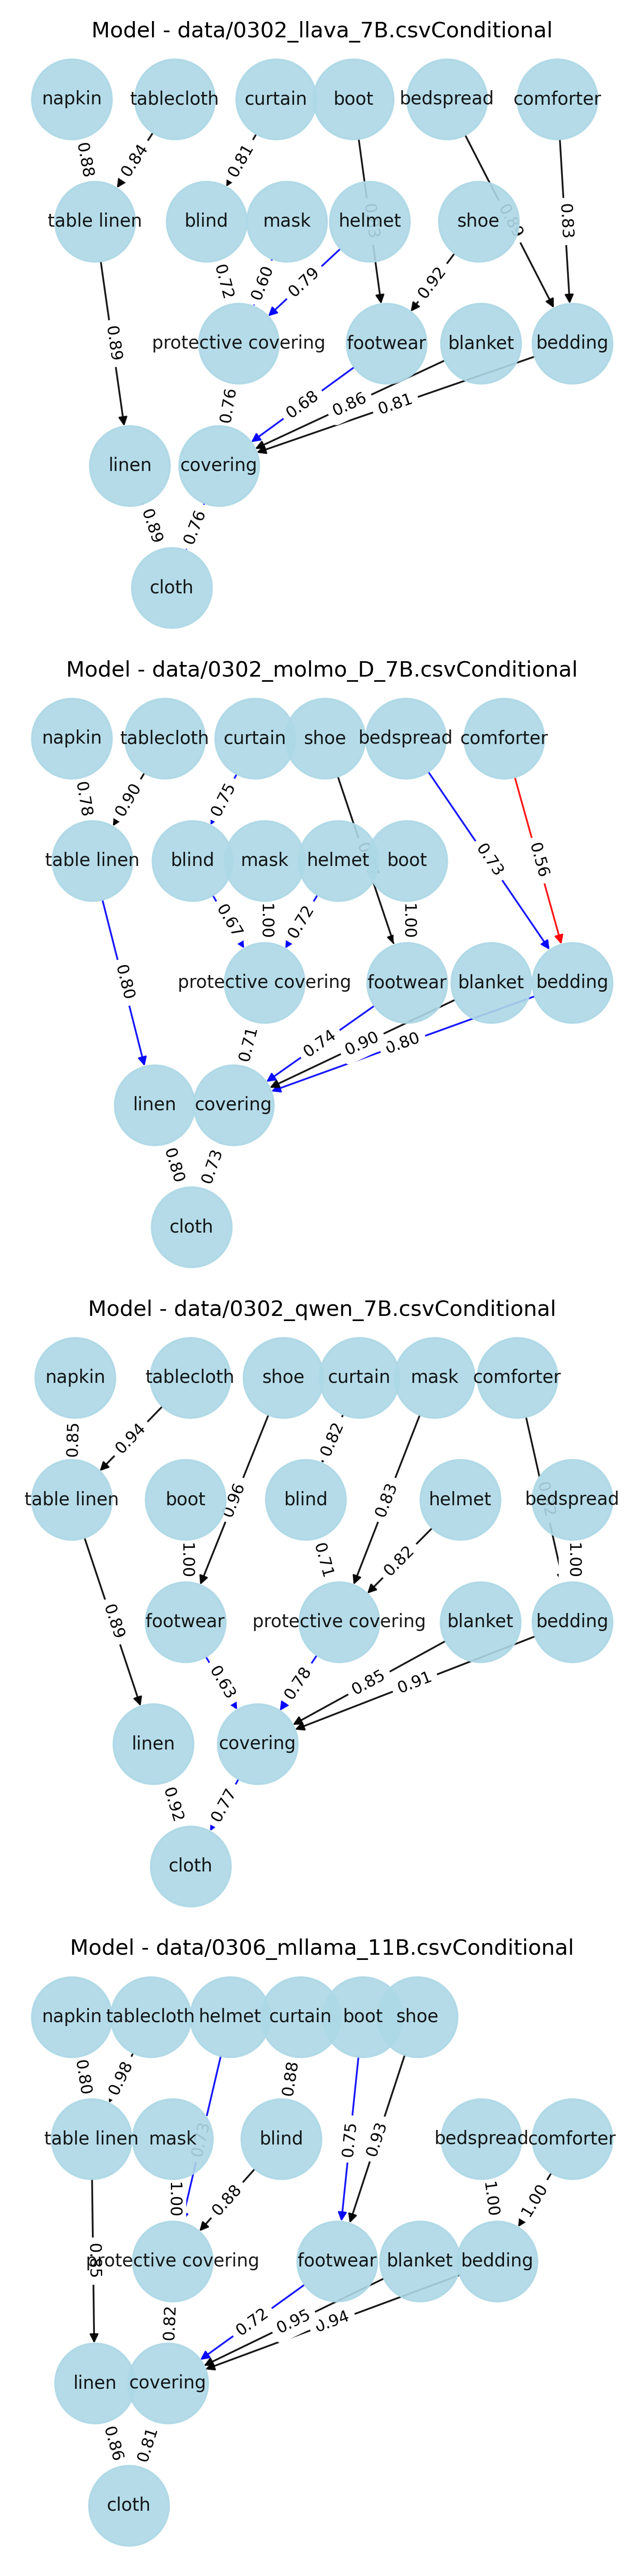 Model - data/0302_llava_7B.csvConditional
napkin tablecloth curtain boot bedspread comforter
0.88 0.84 0.81
table linen blind mask helmet shoe
0.89 0.83
0.72 0.60 0.79 0.92
protective covering footwear blanket bedding
0.89
0.76 0.68 0.86 0.81
linen covering
0.89 0.76
cloth
Model - data/0302_molmo_D_7B.csvConditional
napkin tablecloth curtain shoe bedspread comforter
0.78 0.90 0.75
table linen blind mask helmet boot
0.73 0.56
0.67 1.00 0.72 1.00
protective covering footwear blanket bedding
0.80
0.71 0.74 0.90 0.80
linen covering
0.80 0.73
cloth
Model - data/0302_qwen_7B.csvConditional
napkin tablecloth shoe curtain mask comforter
0.85 0.94 0.82
table linen boot blind helmet bedspread
0.96 0.83
1.00 0.71 0.82 1.00
footwear protective covering blanket bedding
0.89
0.63 0.78 0.85 0.91
linen covering
0.92 0.77
cloth
Model - data/0306_mllama_11B.csvConditional
napkin tablecloth helmet curtain boot shoe
0.80 0.98 0.88
table linen mask blind bedspread comforter
0.73 0.75 0.93
1.00 0.88 1.00 1.00
protective covering footwear blanket bedding
0.85
0.82 0.72 0.95 0.94
linen covering
0.86 0.81
cloth